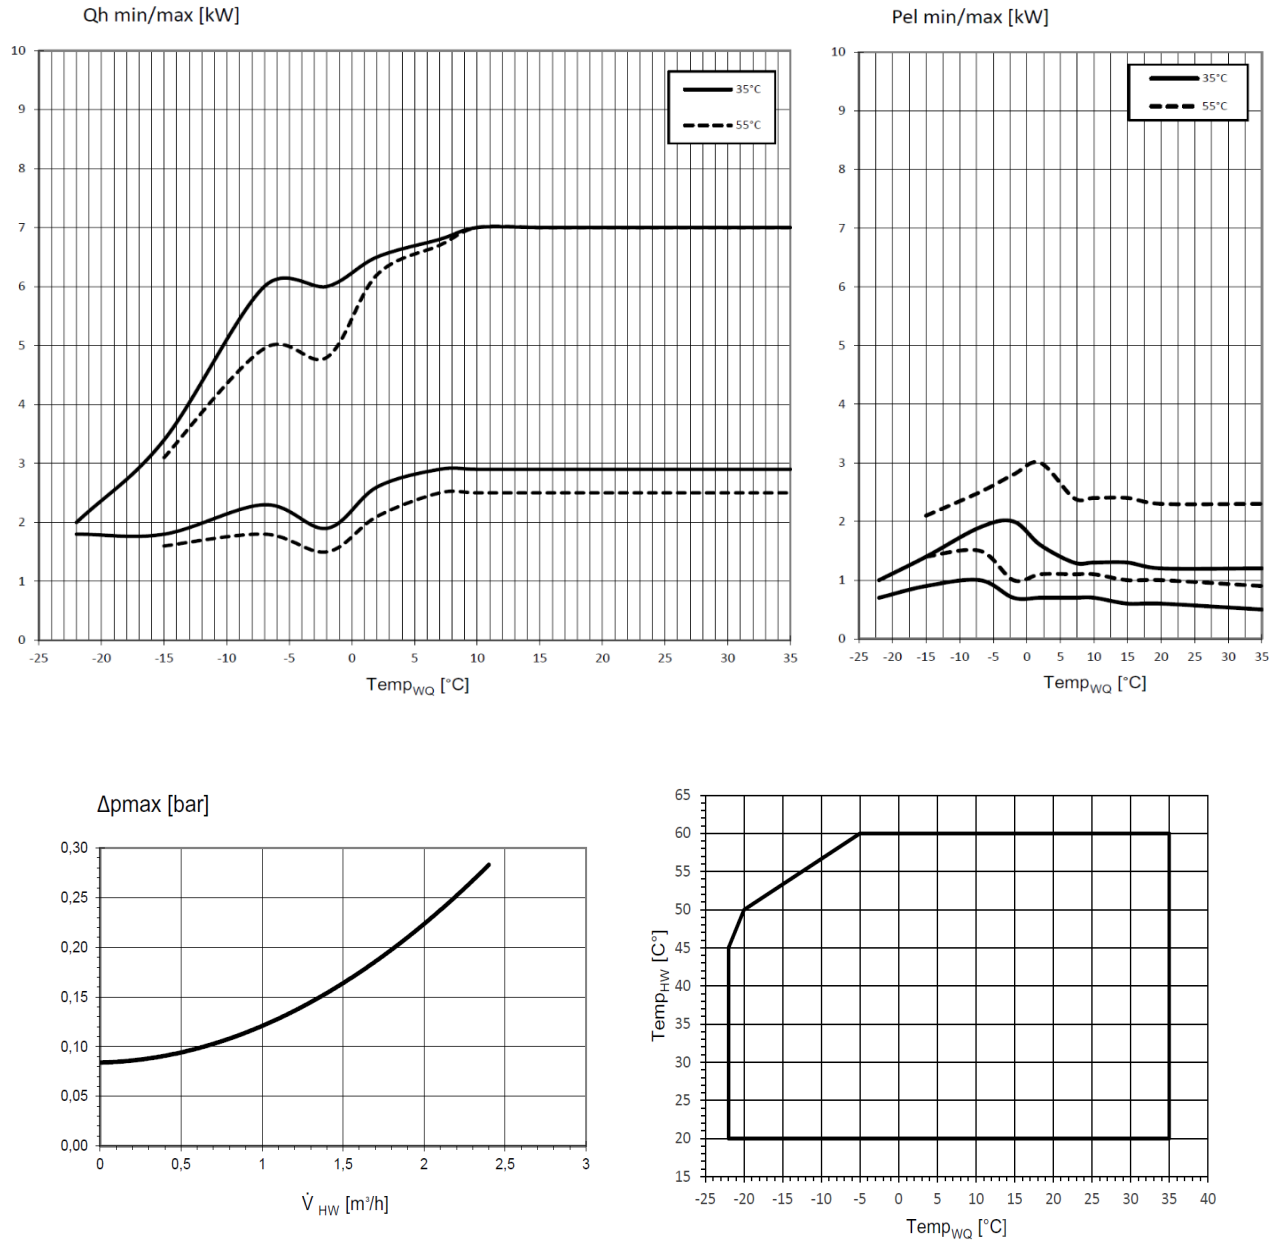 Qh min/max [kW]
10
9
8
7
6
5
4
3
2
1
0
35°C
55°C
-25 -20 -15 -10 -5 0 5 10 15 20 25 30 35
TempWQ [°C]
Pel min/max [kW]
10
9
8
7
6
5
4
3
2
1
0
35°C
55°C
-25 -20 -15 -10 -5 0 5 10 15 20 25 30 35
TempWQ [°C]
Δpmax [bar]
0,30
0,25
0,20
0,15
0,10
0,05
0,00
0 0,5 1 1,5 2 2,5 3
V̇ HW [m³/h]
65
60
55
50
45
40
35
30
25
20
15
TempHW [C°]
-25 -20 -15 -10 -5 0 5 10 15 20 25 30 35 40
TempWQ [°C]